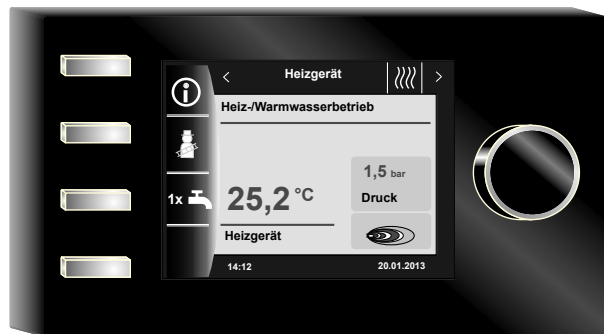 < Heizgerät >
Heiz-/Warmwasserbetrieb
1,5 bar
1x 25,2 °C Druck
Heizgerät
14:12 20.01.2013